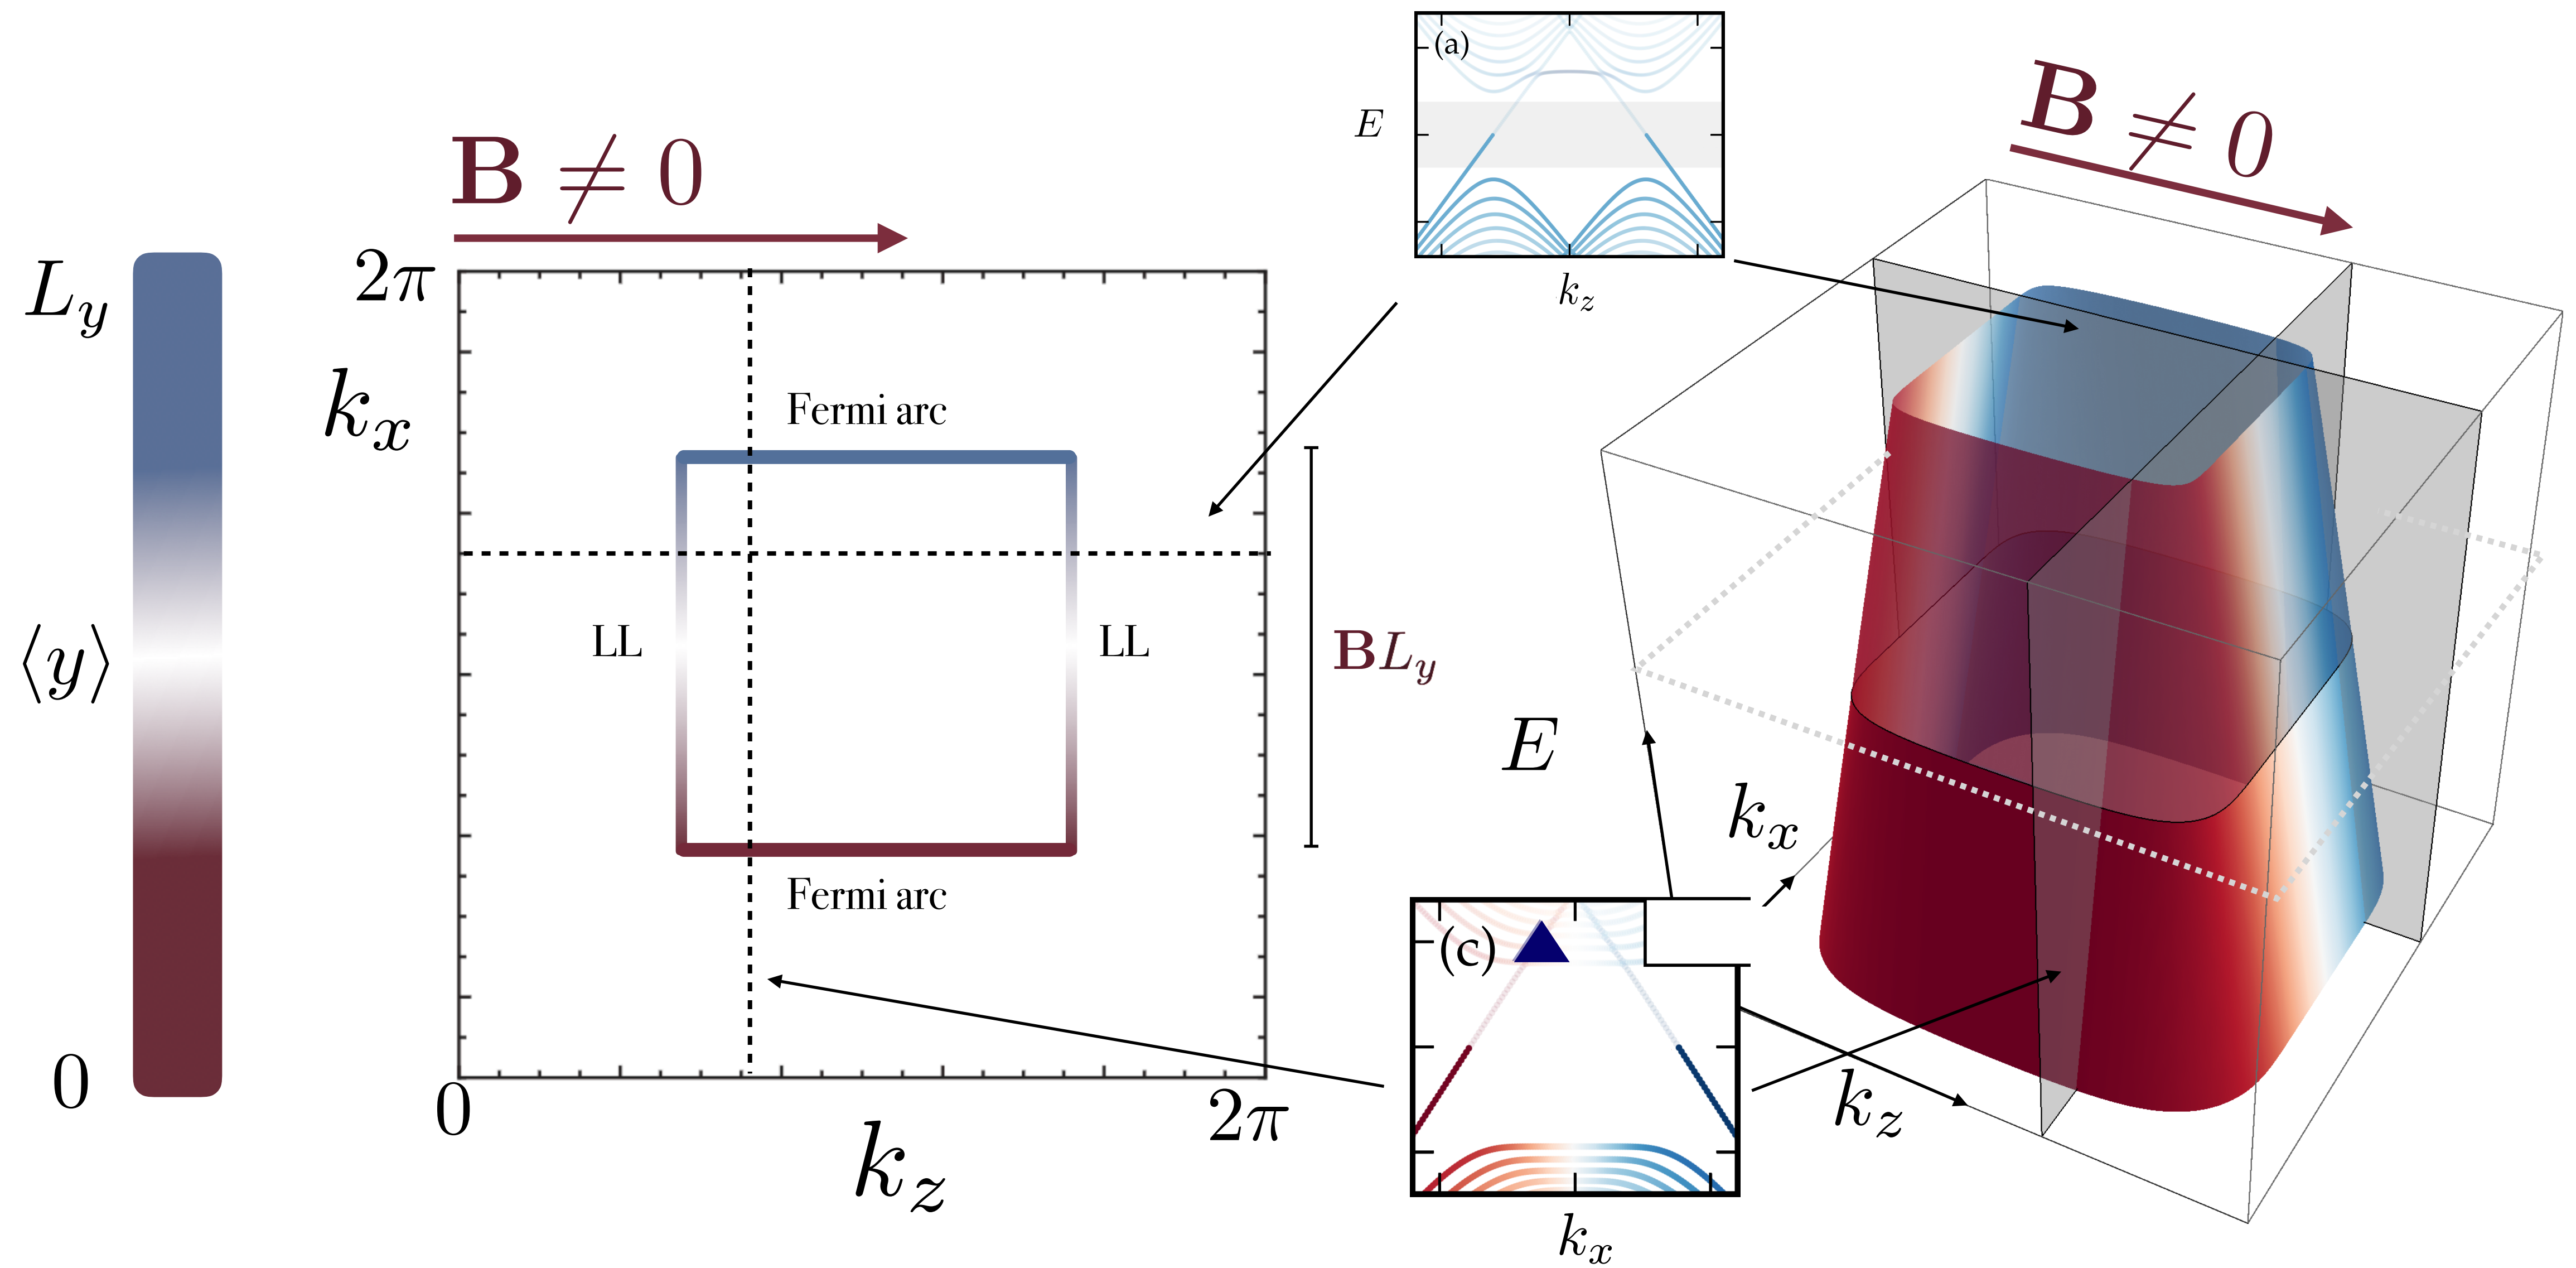 B ≠ 0
L_y
⟨y⟩
0
2π
k_x
Fermi arc
LL
LL
Fermi arc
0
2π
k_z
BL_y
(a)
E
k_z
(c)
k_x
B ≠ 0
E
k_x
k_z